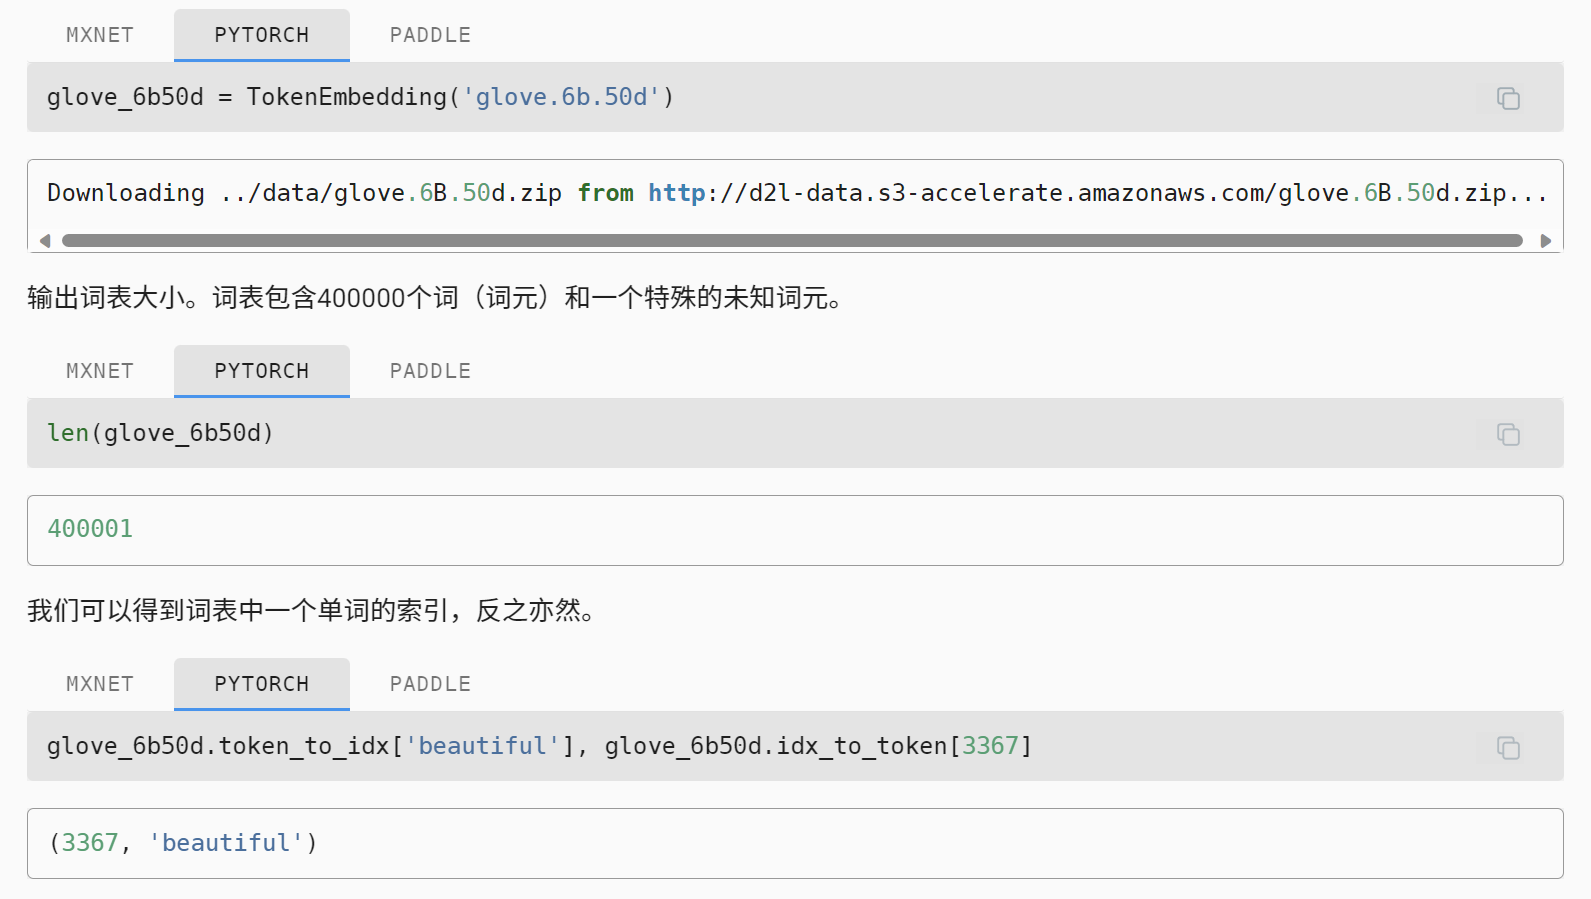 MXNET PYTORCH PADDLE
glove_6b50d = TokenEmbedding('glove.6b.50d')
Downloading ../data/glove.6B.50d.zip from http://d2l-data.s3-accelerate.amazonaws.com/glove.6B.50d.zip...
输出词表大小。词表包含400000个词（词元）和一个特殊的未知词元。
MXNET PYTORCH PADDLE
len(glove_6b50d)
400001
我们可以得到词表中一个单词的索引，反之亦然。
MXNET PYTORCH PADDLE
glove_6b50d.token_to_idx['beautiful'], glove_6b50d.idx_to_token[3367]
(3367, 'beautiful')